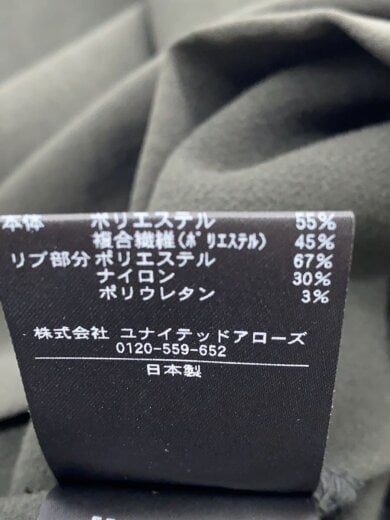 本体 ポリエステル 55%
複合繊維(ポリエステル) 45%
リブ部分 ポリエステル 67%
ナイロン 30%
ポリウレタン 3%
株式会社 ユナイテッドアローズ
0120-559-652
日本製